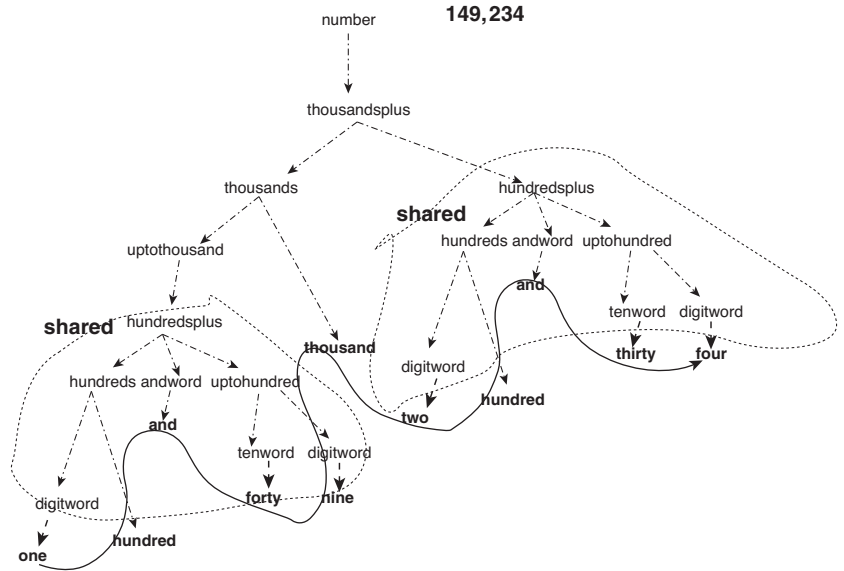 149,234
number
thousandsplus
thousands
hundredsplus
shared
hundreds andword uptohundred
uptothousand
and
tenword digitword
shared hundredsplus
thousand
thirty four
digitword
hundreds andword uptohundred
hundred
two
and
tenword digitword
forty nine
digitword
hundred
one